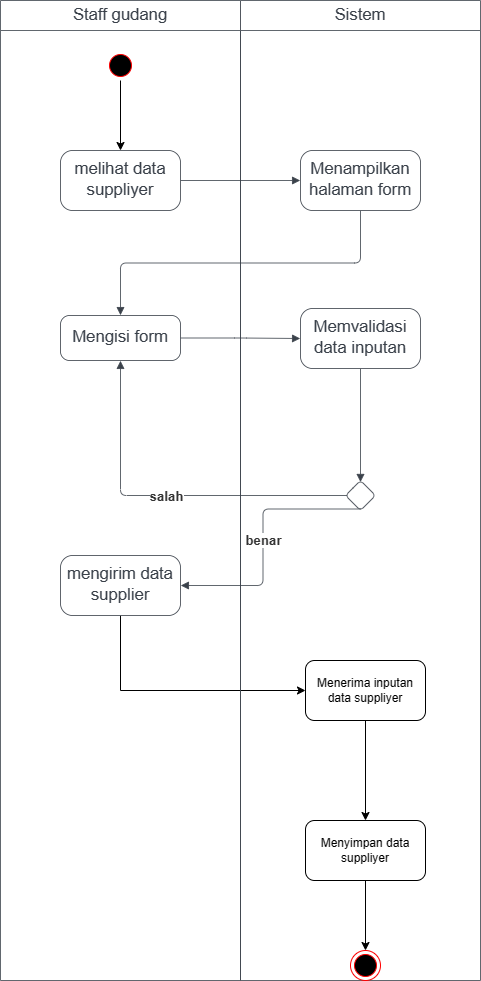 Staff gudang
Sistem
melihat data
suppliyer
Menampilkan
halaman form
Mengisi form
Memvalidasi
data inputan
salah
benar
mengirim data
supplier
Menerima inputan
data suppliyer
Menyimpan data
suppliyer